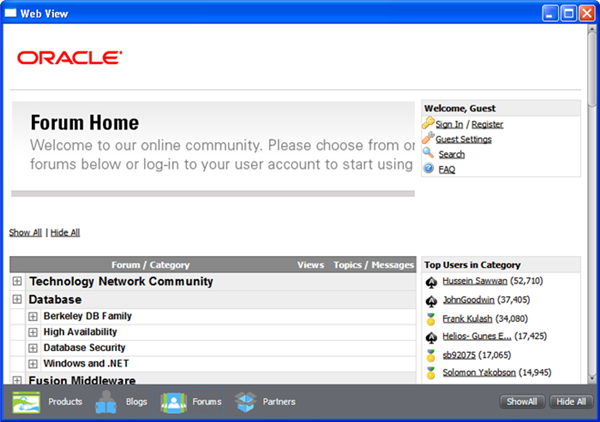 Web View
ORACLE
Forum Home
Welcome to our online community. Please choose from or
forums below or log-in to your user account to start using
Welcome, Guest
Sign In / Register
Guest Settings
Search
FAQ
Show All | Hide All
Forum / Category Views Topics / Messages
Technology Network Community
Database
Berkeley DB Family
High Availability
Database Security
Windows and .NET
Fusion Middleware
Top Users in Category
Hussein Sawwan (52,710)
JohnGoodwin (37,405)
Frank Kulash (34,080)
Helios- Gunes E... (17,425)
sb92075 (17,065)
Solomon Yakobson (14,945)
Products Blogs Forums Partners ShowAll Hide All